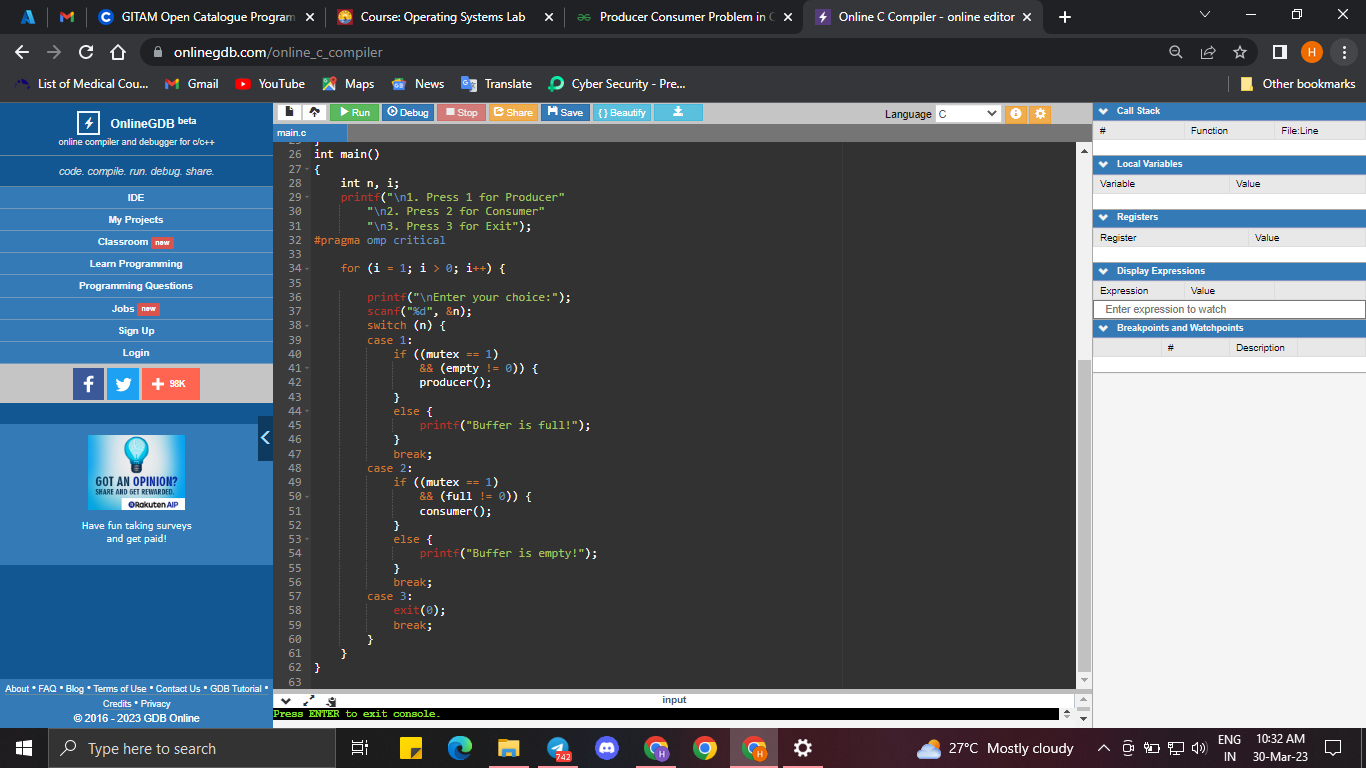 GITAM Open Catalogue Program
Course: Operating Systems Lab
Producer Consumer Problem in C
Online C Compiler - online editor
onlinegdb.com/online_c_compiler
H
List of Medical Cou...
Gmail
YouTube
Maps
News
Translate
Cyber Security - Pre...
Other bookmarks
OnlineGDB beta
online compiler and debugger for c/c++
code. compile. run. debug. share.
IDE
My Projects
Classroom new
Learn Programming
Programming Questions
Jobs new
Sign Up
Login
98K
GOT AN OPINION?
SHARE AND GET REWARDED.
Rakuten AIP
Have fun taking surveys
and get paid!
About • FAQ • Blog • Terms of Use • Contact Us • GDB Tutorial •
Credits • Privacy
© 2016 - 2023 GDB Online
Run Debug Stop Share Save {} Beautify
Language C
main.c
26 int main()
27 {
28 int n, i;
29 printf("\n1. Press 1 for Producer"
30 "\n2. Press 2 for Consumer"
31 "\n3. Press 3 for Exit");
32 #pragma omp critical
33
34 for (i = 1; i > 0; i++) {
35
36 printf("\nEnter your choice:");
37 scanf("%d", &n);
38 switch (n) {
39 case 1:
40 if ((mutex == 1)
41 && (empty != 0)) {
42 producer();
43 }
44 else {
45 printf("Buffer is full!");
46 }
47 break;
48 case 2:
49 if ((mutex == 1)
50 && (full != 0)) {
51 consumer();
52 }
53 else {
54 printf("Buffer is empty!");
55 }
56 break;
57 case 3:
58 exit(0);
59 break;
60 }
61 }
62 }
63
input
Press ENTER to exit console.
Call Stack
# Function File:Line
Local Variables
Variable Value
Registers
Register Value
Display Expressions
Expression Value
Enter expression to watch
Breakpoints and Watchpoints
# Description
Type here to search
742
H
H
27°C Mostly cloudy
ENG
IN
10:32 AM
30-Mar-23